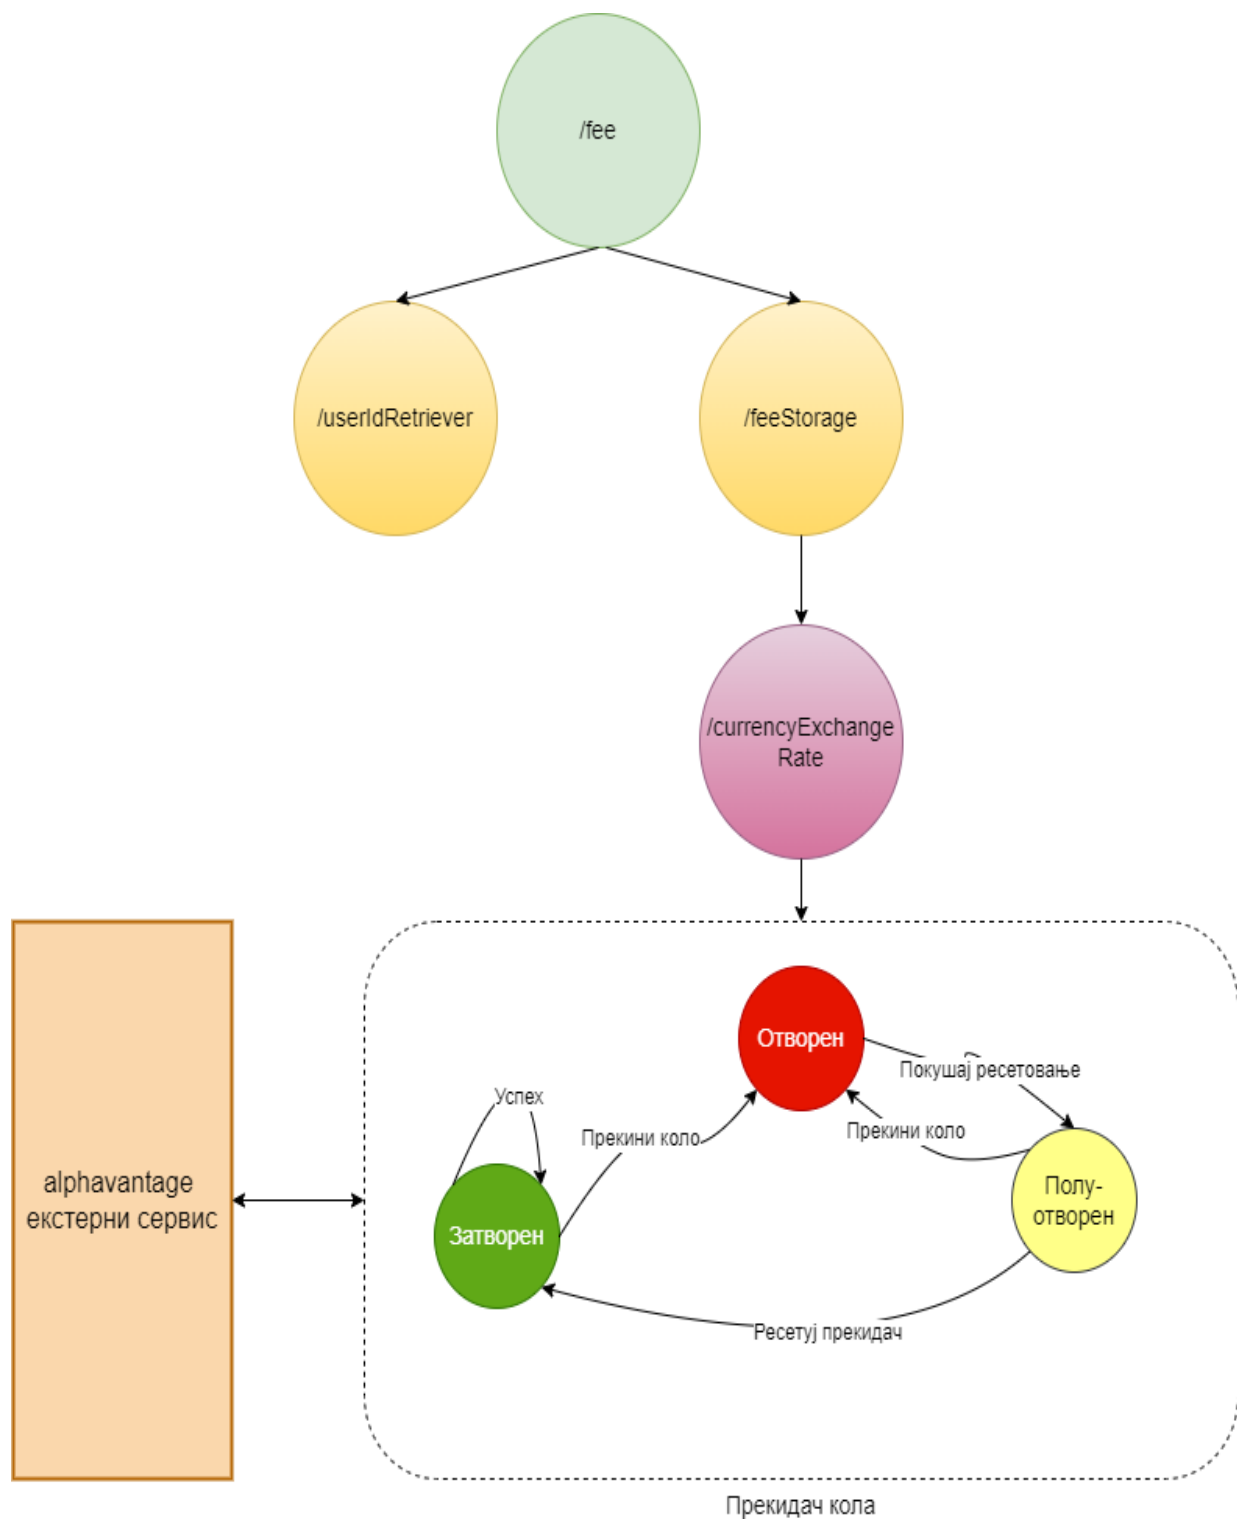 /fee
/userIdRetriever
/feeStorage
/currencyExchange
Rate
Отворен
Покушај ресетовање
Успех
Прекини коло
Прекини коло
Полу-
отворен
alphavantage
екстерни сервис
Затворен
Ресетуј прекидач
Прекидач кола